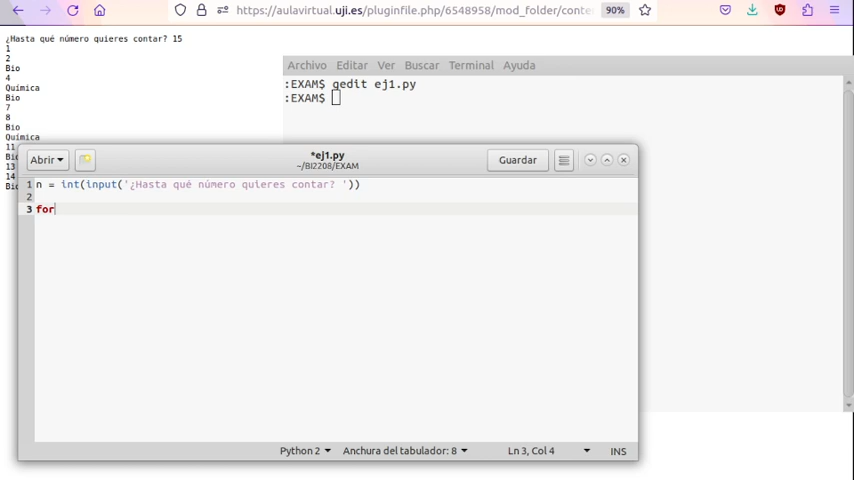 https://aulavirtual.uji.es/pluginfile.php/6548958/mod_folder/conte
90%
¿Hasta qué número quieres contar? 15
1
2
Bio
4
Química
Bio
7
8
Bio
Química
11
13
14
Archivo Editar Ver Buscar Terminal Ayuda
:EXAM$ gedit ej1.py
:EXAM$
Abrir
*ej1.py
~/BI2208/EXAM
Guardar
1 n = int(input('¿Hasta qué número quieres contar? '))
2
3 for
Python 2 Anchura del tabulador: 8 Ln 3, Col 4 INS